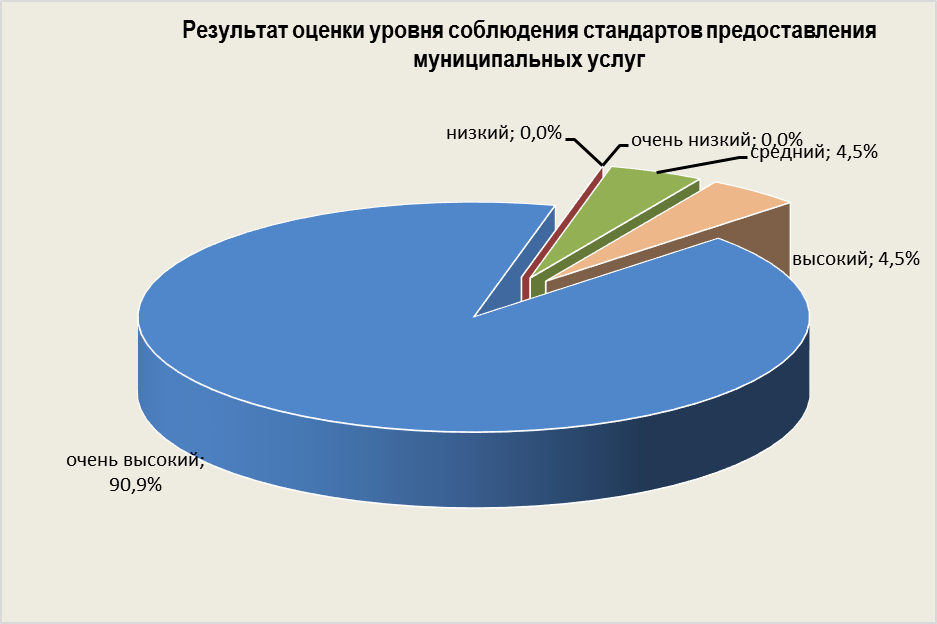 Результат оценки уровня соблюдения стандартов предоставления
муниципальных услуг
низкий; 0,0%
очень низкий; 0,0%
средний; 4,5%
высокий; 4,5%
очень высокий;
90,9%